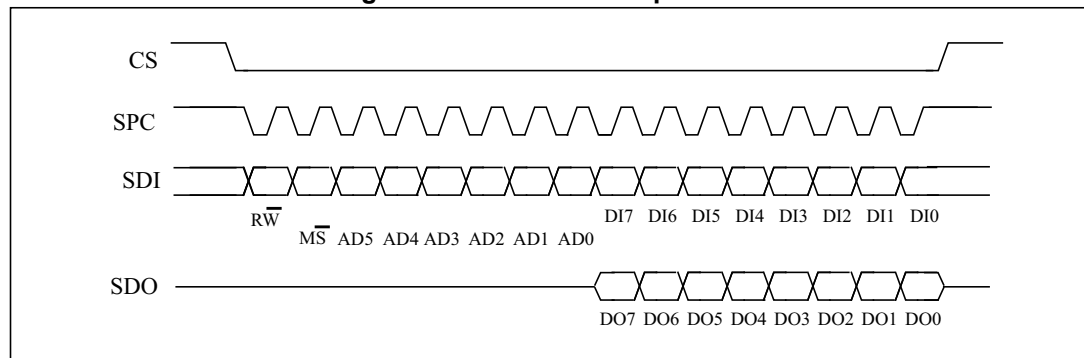 CS
SPC
SDI
RW̅
DI7 DI6 DI5 DI4 DI3 DI2 DI1 DI0
MS̅ AD5 AD4 AD3 AD2 AD1 AD0
SDO
DO7 DO6 DO5 DO4 DO3 DO2 DO1 DO0